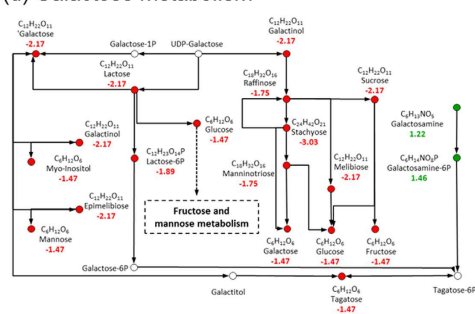 C12H22O11
'Galactose
-2.17
Galactose-1P
UDP-Galactose
C12H22O11
Galactinol
-2.17
C12H22O11
Lactose
-2.17
C18H32O16
Raffinose
-1.75
C12H22O11
Sucrose
-2.17
C6H12O6
Glucose
-1.47
C24H42O21
Stachyose
-3.03
C6H13NO5
Galactosamine
1.22
C12H22O11
Galactinol
-2.17
C12H23O14P
Lactose-6P
-1.89
C6H12O6
Myo-Inositol
-1.47
C18H32O16
Manninotriose
-1.75
C12H22O11
Melibiose
-2.17
C6H14NO8P
Galactosamine-6P
1.46
C12H22O11
Epimelibiose
-2.17
Fructose and
mannose metabolism
C6H12O6
Mannose
-1.47
C6H12O6
Galactose
-1.47
C6H12O6
Glucose
-1.47
C6H12O6
Fructose
-1.47
Galactose-6P
Galactitol
C6H12O6
Tagatose
-1.47
Tagatose-6P